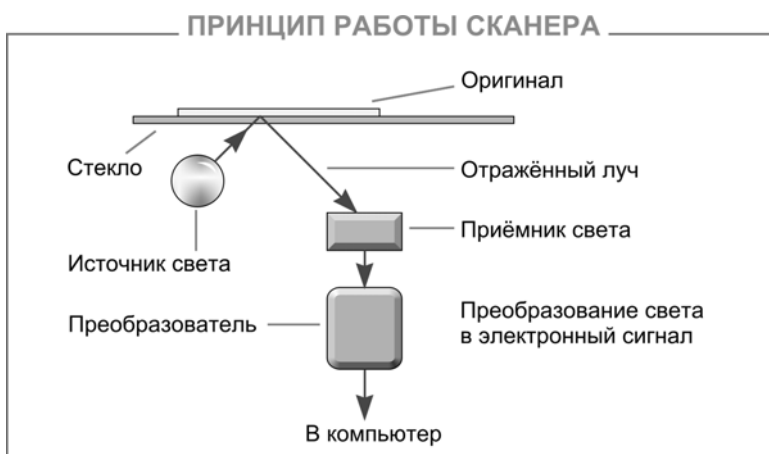 ПРИНЦИП РАБОТЫ СКАНЕРА
Оригинал
Стекло
Отражённый луч
Приёмник света
Источник света
Преобразователь
Преобразование света
в электронный сигнал
В компьютер